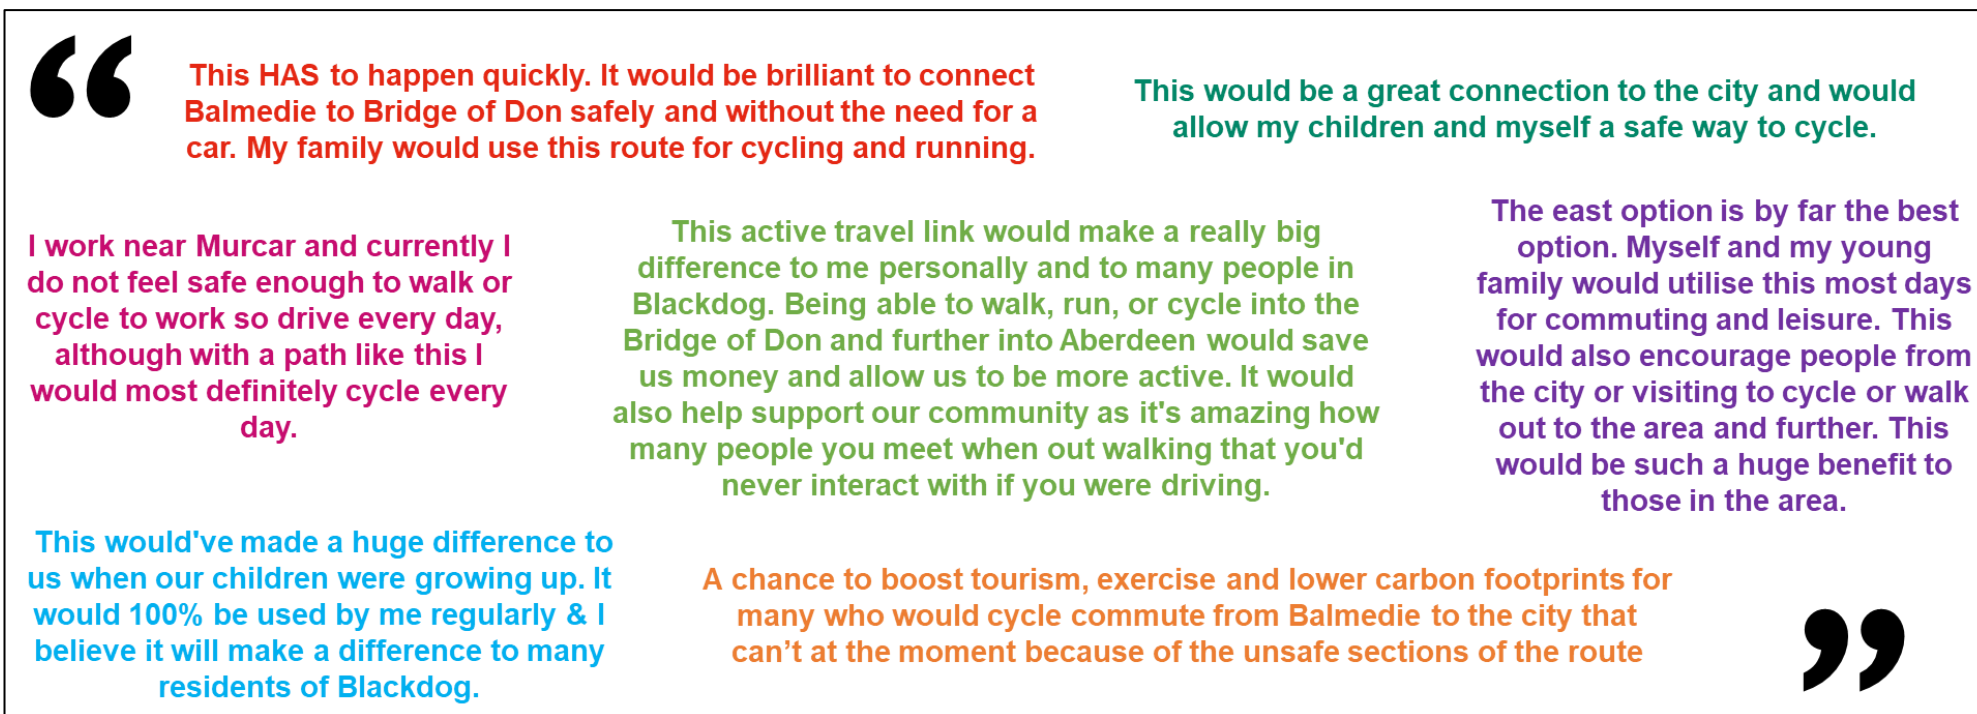 “
This HAS to happen quickly. It would be brilliant to connect
Balmedie to Bridge of Don safely and without the need for a
car. My family would use this route for cycling and running.
This would be a great connection to the city and would
allow my children and myself a safe way to cycle.
I work near Murcar and currently I
do not feel safe enough to walk or
cycle to work so drive every day,
although with a path like this I
would most definitely cycle every
day.
This active travel link would make a really big
difference to me personally and to many people in
Blackdog. Being able to walk, run, or cycle into the
Bridge of Don and further into Aberdeen would save
us money and allow us to be more active. It would
also help support our community as it's amazing how
many people you meet when out walking that you'd
never interact with if you were driving.
The east option is by far the best
option. Myself and my young
family would utilise this most days
for commuting and leisure. This
would also encourage people from
the city or visiting to cycle or walk
out to the area and further. This
would be such a huge benefit to
those in the area.
This would've made a huge difference to
us when our children were growing up. It
would 100% be used by me regularly & I
believe it will make a difference to many
residents of Blackdog.
A chance to boost tourism, exercise and lower carbon footprints for
many who would cycle commute from Balmedie to the city that
can’t at the moment because of the unsafe sections of the route
”